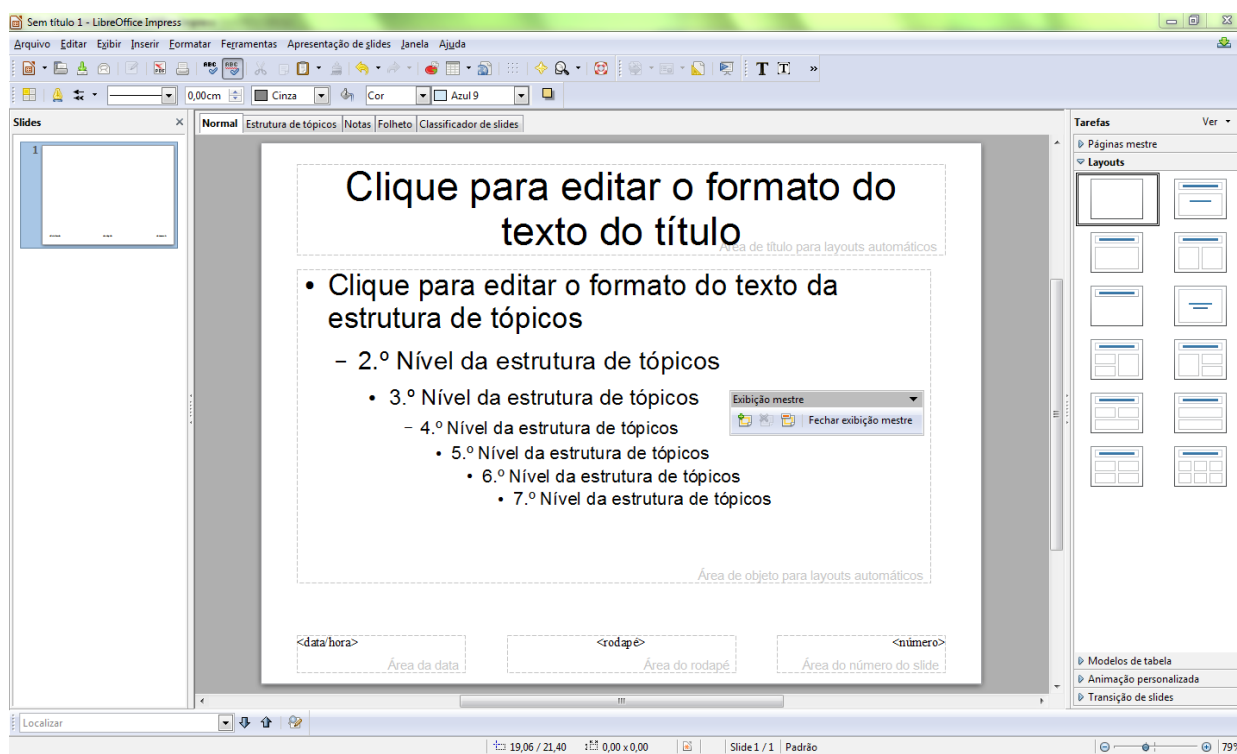 Sem título 1 - LibreOffice Impress
Arquivo Editar Exibir Inserir Formatar Ferramentas Apresentação de slides Janela Ajuda
ABC ABC T T »
0,00cm Cinza Cor Azul 9
Slides × Normal Estrutura de tópicos Notas Folheto Classificador de slides Tarefas Ver
1
Páginas mestre
Layouts
Clique para editar o formato do
texto do título
Área de título para layouts automáticos
• Clique para editar o formato do texto da
estrutura de tópicos
– 2.º Nível da estrutura de tópicos
• 3.º Nível da estrutura de tópicos
Exibição mestre
Fechar exibição mestre
– 4.º Nível da estrutura de tópicos
• 5.º Nível da estrutura de tópicos
• 6.º Nível da estrutura de tópicos
• 7.º Nível da estrutura de tópicos
Área de objeto para layouts automáticos
<data/hora> <rodapé> <número>
Área da data Área do rodapé Área do número do slide
Modelos de tabela
Animação personalizada
Transição de slides
Localizar
19,06 / 21,40 0,00 x 0,00 Slide 1 / 1 Padrão 79%